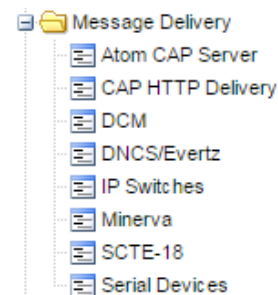 Message Delivery
Atom CAP Server
CAP HTTP Delivery
DCM
DNCS/Evertz
IP Switches
Minerva
SCTE-18
Serial Devices